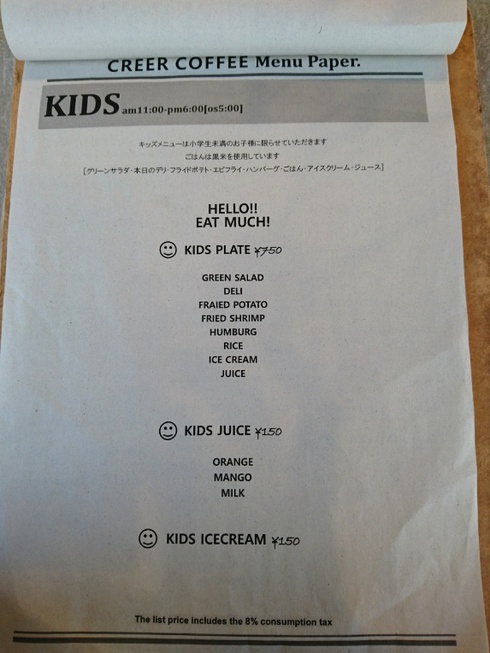 CREER COFFEE Menu Paper.
KIDS am11:00-pm6:00[os5:00]
キッズメニューは小学生未満のお子様に限らせていただきます
ごはんは黒米を使用しています
[グリーンサラダ・本日のデリ・フライドポテト・エビフライ・ハンバーグ・ごはん・アイスクリーム・ジュース]
HELLO!!
EAT MUCH!
KIDS PLATE ¥750
GREEN SALAD
DELI
FRAIED POTATO
FRIED SHRIMP
HUMBURG
RICE
ICE CREAM
JUICE
KIDS JUICE ¥150
ORANGE
MANGO
MILK
KIDS ICECREAM ¥150
The list price includes the 8% consumption tax